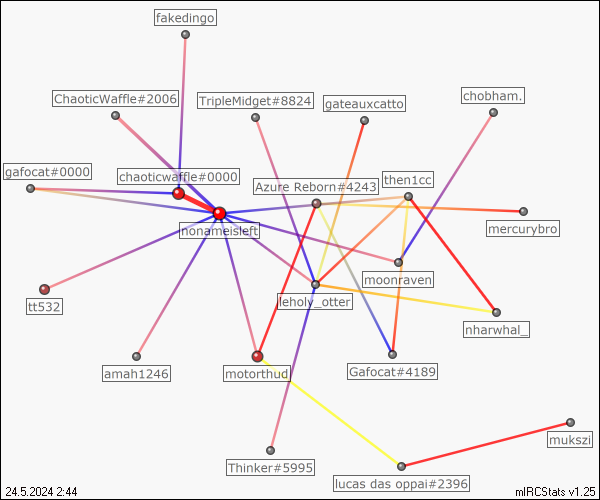 fakedingo
ChaoticWaffle#2006
TripleMidget#8824
gateauxcatto
chobham.
gafocat#0000
chaoticwaffle#0000
Azure Reborn#4243
then1cc
nonameisleft
mercurybro
moonraven
tt532
leholy_otter
nharwhal_
amah1246
motorthud
Gafocat#4189
mukszi
Thinker#5995
lucas das oppai#2396
24.5.2024 2:44
mIRCStats v1.25